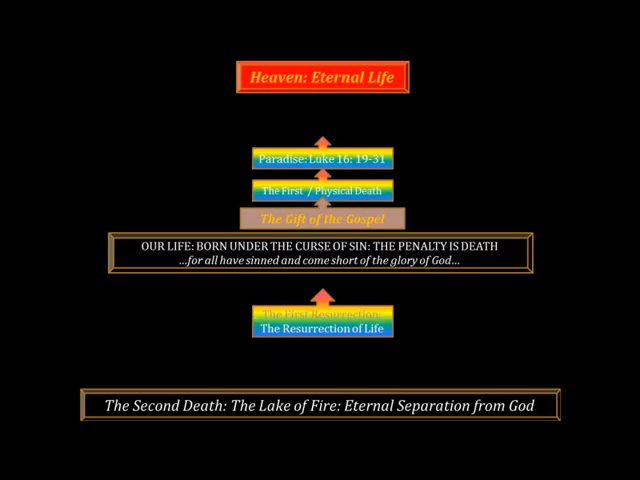 Heaven: Eternal Life
Paradise: Luke 16: 19-31
The First / Physical Death
The Gift of the Gospel
OUR LIFE: BORN UNDER THE CURSE OF SIN: THE PENALTY IS DEATH
...for all have sinned and come short of the glory of God...
The First Resurrection:
The Resurrection of Life
The Second Death: The Lake of Fire: Eternal Separation from God